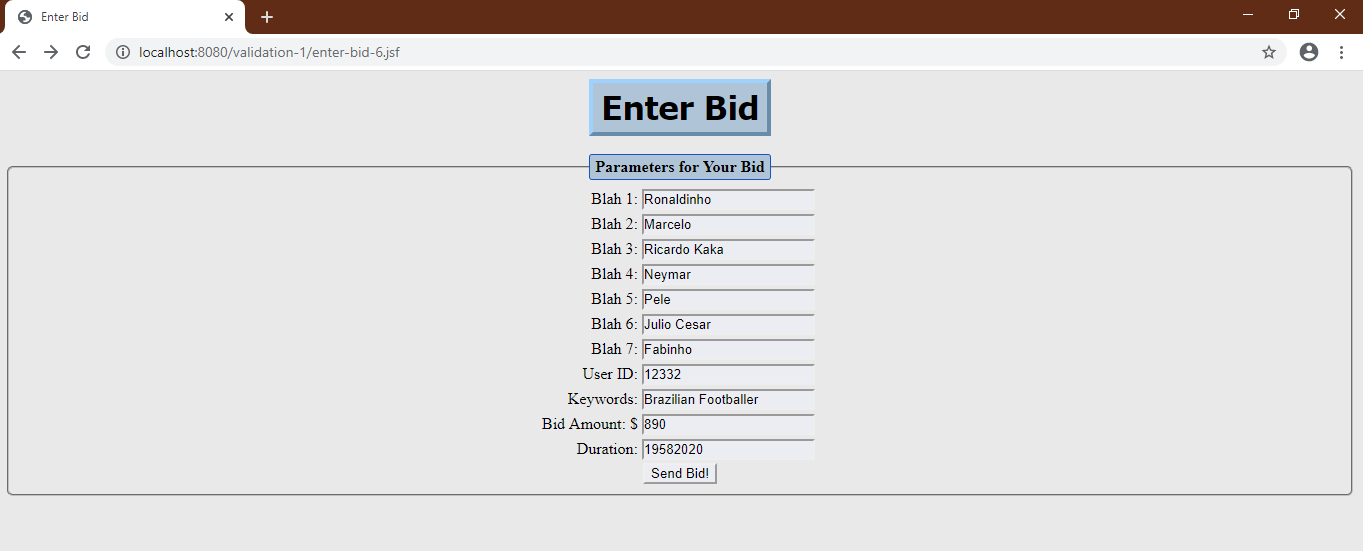 Enter Bid
localhost:8080/validation-1/enter-bid-6.jsf
Enter Bid
Parameters for Your Bid
Blah 1: Ronaldinho
Blah 2: Marcelo
Blah 3: Ricardo Kaka
Blah 4: Neymar
Blah 5: Pele
Blah 6: Julio Cesar
Blah 7: Fabinho
User ID: 12332
Keywords: Brazilian Footballer
Bid Amount: $ 890
Duration: 19582020
Send Bid!